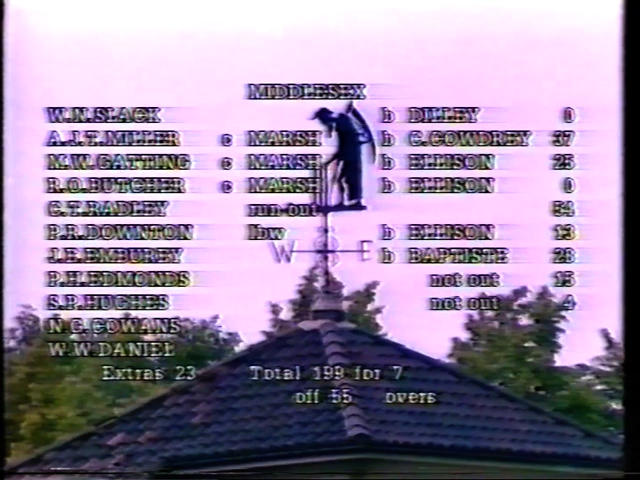 MIDDLESEX
W.N.SLACK b DILLEY 0
A.J.T.MILLER c MARSH b C.COWDREY 37
M.W.GATTING c MARSH b ELLISON 25
R.O.BUTCHER c MARSH b ELLISON 0
C.T.RADLEY run out 54
P.R.DOWNTON lbw b ELLISON 13
J.E.EMBUREY b BAPTISTE 28
P.H.EDMONDS not out 15
S.P.HUGHES not out 4
N.G.COWANS
W.W.DANIEL
Extras 23 Total 199 for 7
off 55 overs
W E